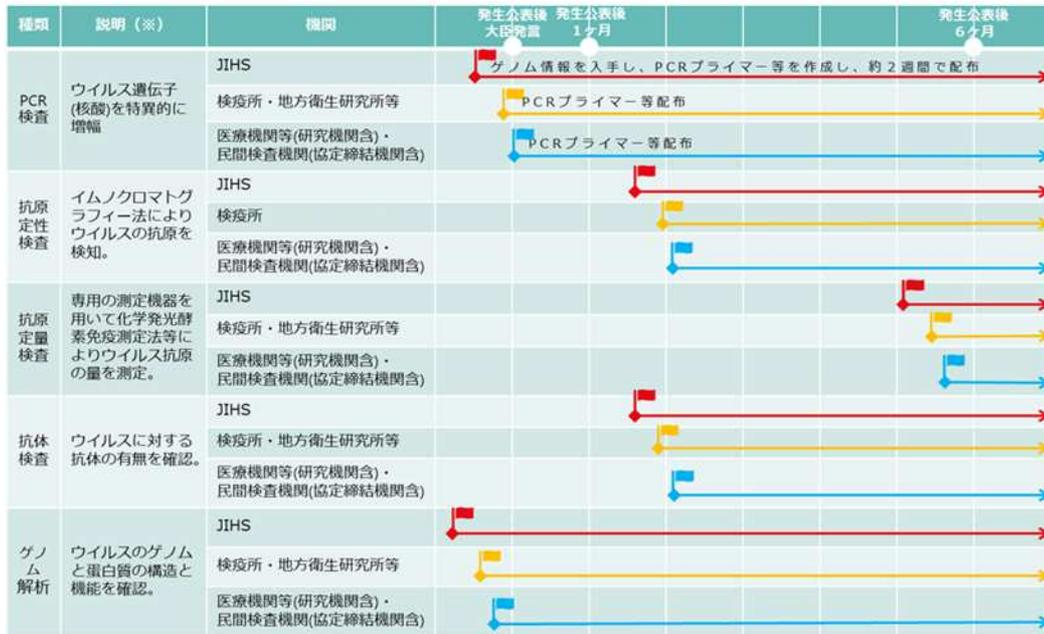 種類
説明（※）
機関
発生公表後
大臣発言
発生公表後
1ヶ月
発生公表後
6ヶ月
PCR
検査
ウイルス遺伝子
(核酸)を特異的に
増幅
JIHS
ゲノム情報を入手し、PCRプライマー等を作成し、約２週間で配布
検疫所・地方衛生研究所等
PCRプライマー等配布
医療機関等(研究機関含)・
民間検査機関(協定締結機関含)
PCRプライマー等配布
抗原
定性
検査
イムノクロマトグ
ラフィー法により
ウイルスの抗原を
検知。
JIHS
検疫所
医療機関等(研究機関含)・
民間検査機関(協定締結機関含)
抗原
定量
検査
専用の測定機器を
用いて化学発光酵
素免疫測定法等に
よりウイルス抗原
の量を測定。
JIHS
検疫所・地方衛生研究所等
医療機関等(研究機関含)・
民間検査機関(協定締結機関含)
抗体
検査
ウイルスに対する
抗体の有無を確認。
JIHS
検疫所・地方衛生研究所等
医療機関等(研究機関含)・
民間検査機関(協定締結機関含)
ゲノ
ム
解析
ウイルスのゲノム
と蛋白質の構造と
機能を確認。
JIHS
検疫所・地方衛生研究所等
医療機関等(研究機関含)・
民間検査機関(協定締結機関含)